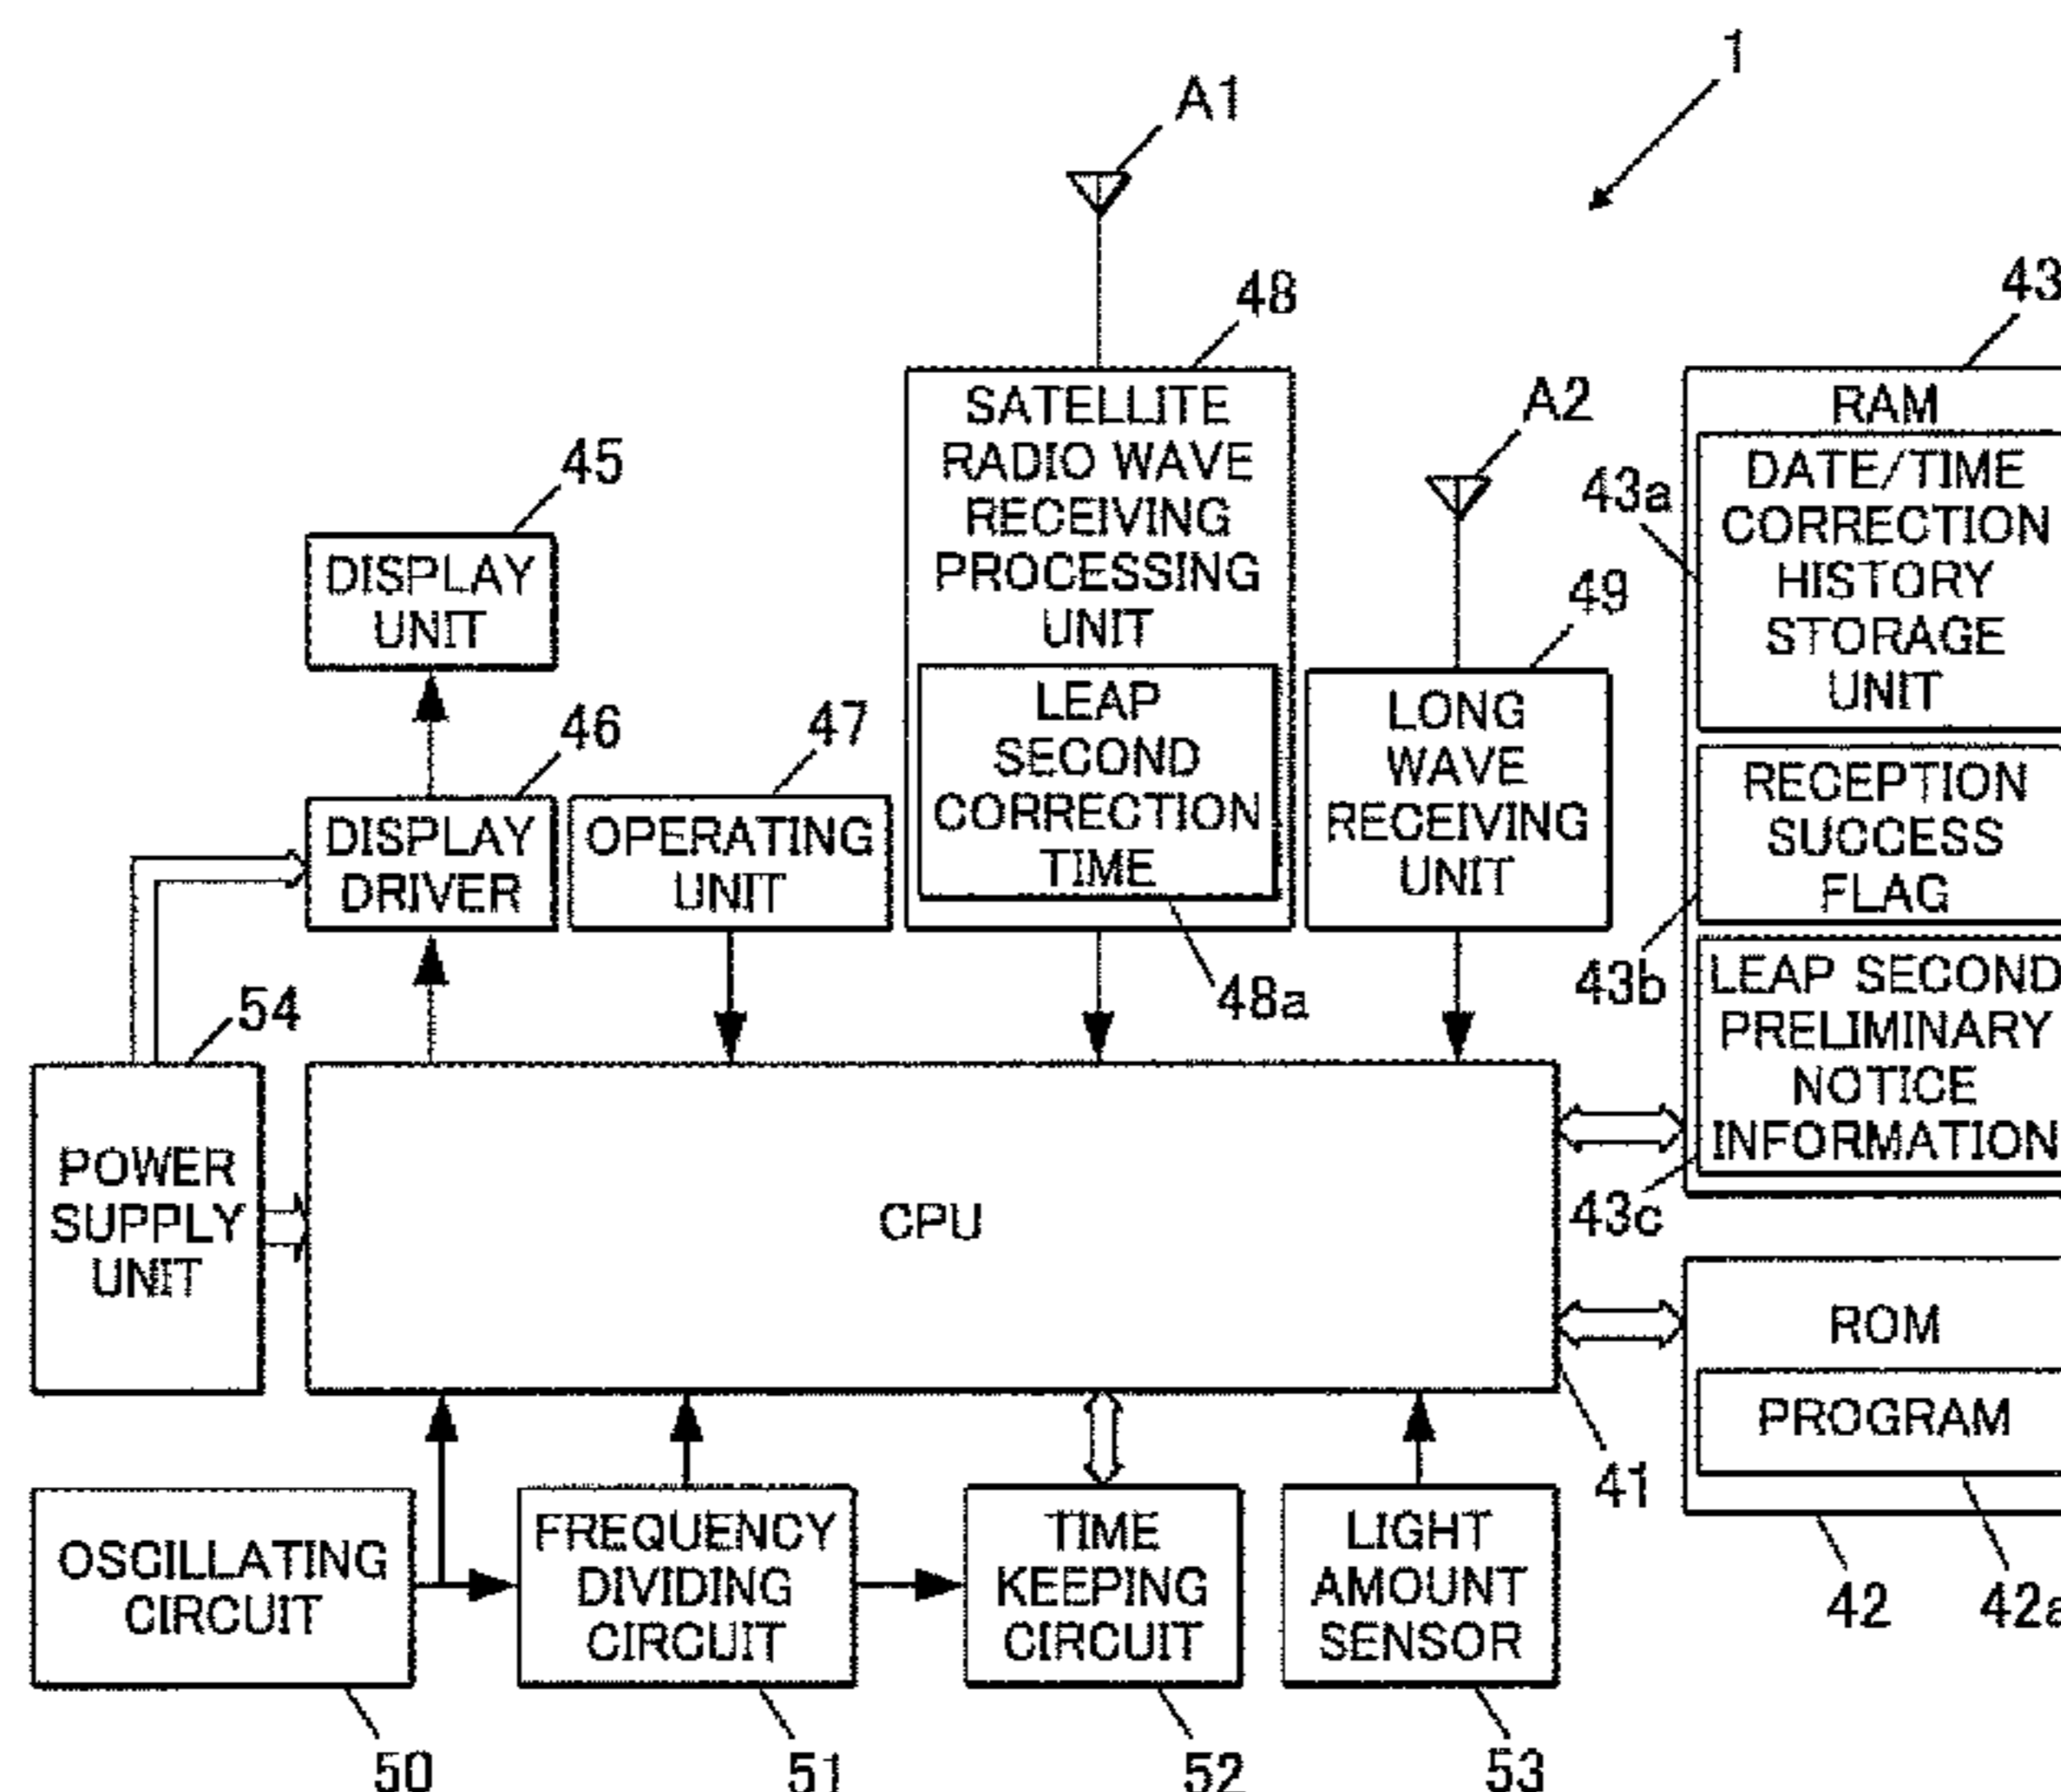 1
A1
48
43
SATELLITE
RADIO WAVE
RECEIVING
PROCESSING
UNIT
LEAP
SECOND
CORRECTION
TIME
48a
A2
49
LONG
WAVE
RECEIVING
UNIT
RAM
43a
DATE/TIME
CORRECTION
HISTORY
STORAGE
UNIT
43b
RECEPTION
SUCCESS
FLAG
43c
LEAP SECOND
PRELIMINARY
NOTICE
INFORMATION
45
DISPLAY
UNIT
46
DISPLAY
DRIVER
47
OPERATING
UNIT
54
POWER
SUPPLY
UNIT
CPU
41
ROM
PROGRAM
42
42a
OSCILLATING
CIRCUIT
50
FREQUENCY
DIVIDING
CIRCUIT
51
TIME
KEEPING
CIRCUIT
52
LIGHT
AMOUNT
SENSOR
53